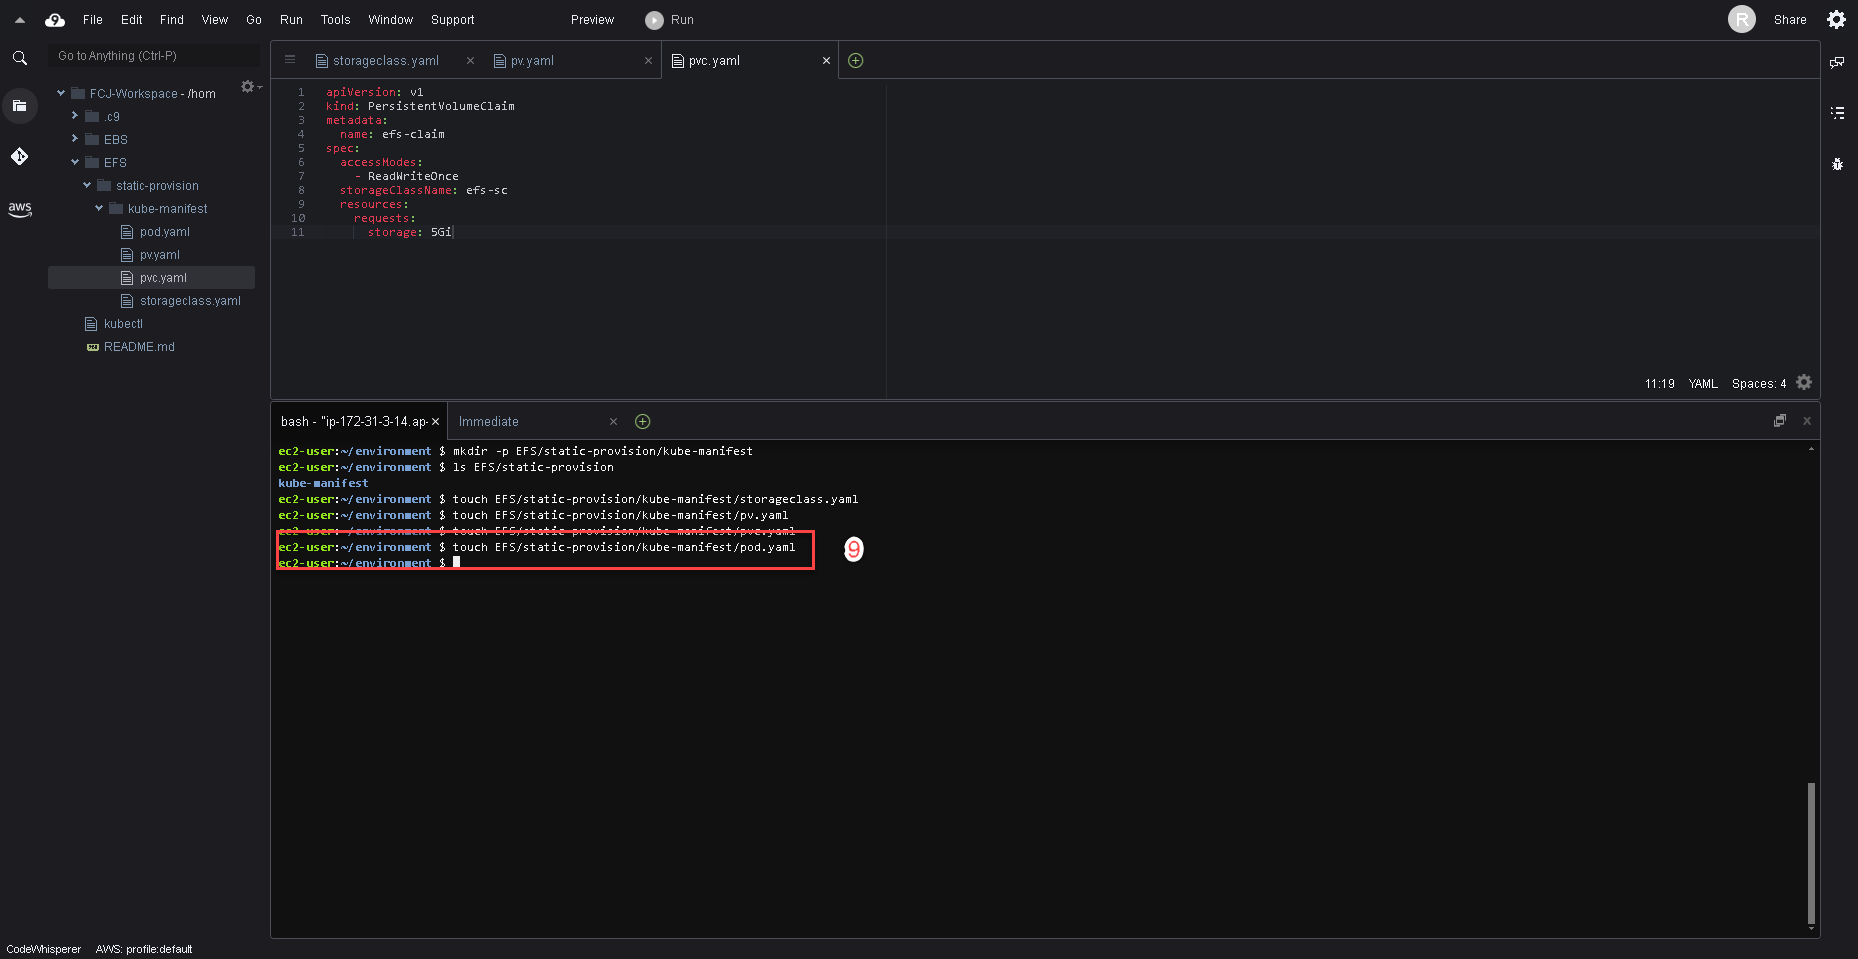 9 File Edit Find View Go Run Tools Window Support Preview Run R Share
Go to Anything (Ctrl-P)
FCJ-Workspace - /hom
.c9
EBS
EFS
static-provision
kube-manifest
pod.yaml
pv.yaml
pvc.yaml
storageclass.yaml
kubectl
README.md
aws
storageclass.yaml pv.yaml pvc.yaml
1 apiVersion: v1
2 kind: PersistentVolumeClaim
3 metadata:
4 name: efs-claim
5 spec:
6 accessModes:
7 - ReadWriteOnce
8 storageClassName: efs-sc
9 resources:
10 requests:
11 storage: 5Gi
11:19 YAML Spaces: 4
bash - "ip-172-31-3-14.ap- Immediate
ec2-user:~/environment $ mkdir -p EFS/static-provision/kube-manifest
ec2-user:~/environment $ ls EFS/static-provision
kube-manifest
ec2-user:~/environment $ touch EFS/static-provision/kube-manifest/storageclass.yaml
ec2-user:~/environment $ touch EFS/static-provision/kube-manifest/pv.yaml
ec2-user:~/environment $ touch EFS/static-provision/kube-manifest/pvc.yaml
ec2-user:~/environment $ touch EFS/static-provision/kube-manifest/pod.yaml
9
ec2-user:~/environment $
CodeWhisperer AWS: profile:default